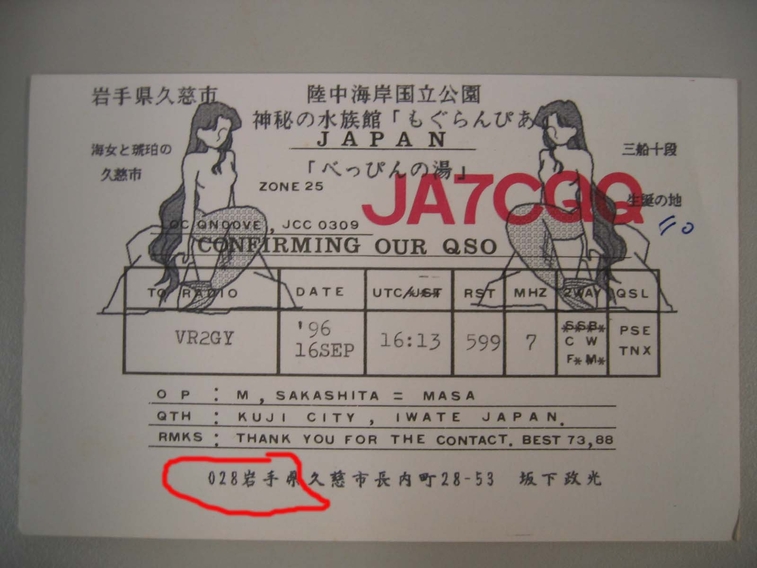 岩手県久慈市
陸中海岸国立公園
神秘の水族館「もぐらんぴあ
JAPAN
海女と琥珀の
久慈市
三船十段
生誕の地
「べっぴんの湯」
ZONE 25
JA7CGQ
QC QNOOVE, JCC 0309
CONFIRMING OUR QSO
TO RADIO DATE UTC/J*S*T RST MHZ 2WAY QSL
VR2GY '96 16SEP 16:13 599 7 *S*S*B* C W F*M* PSE TNX
OP : M, SAKASHITA = MASA
QTH : KUJI CITY, IWATE JAPAN.
RMKS : THANK YOU FOR THE CONTACT. BEST 73,88
028岩手県久慈市長内町28-53 坂下政光